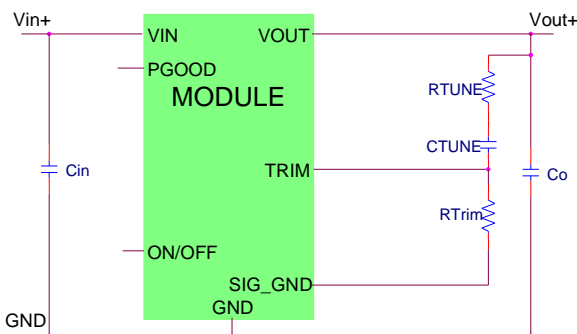 Vin+
Vout+
VIN
VOUT
PGOOD
RTUNE
MODULE
CTUNE
TRIM
Cin
Co
RTrim
ON/OFF
SIG_GND
GND
GND